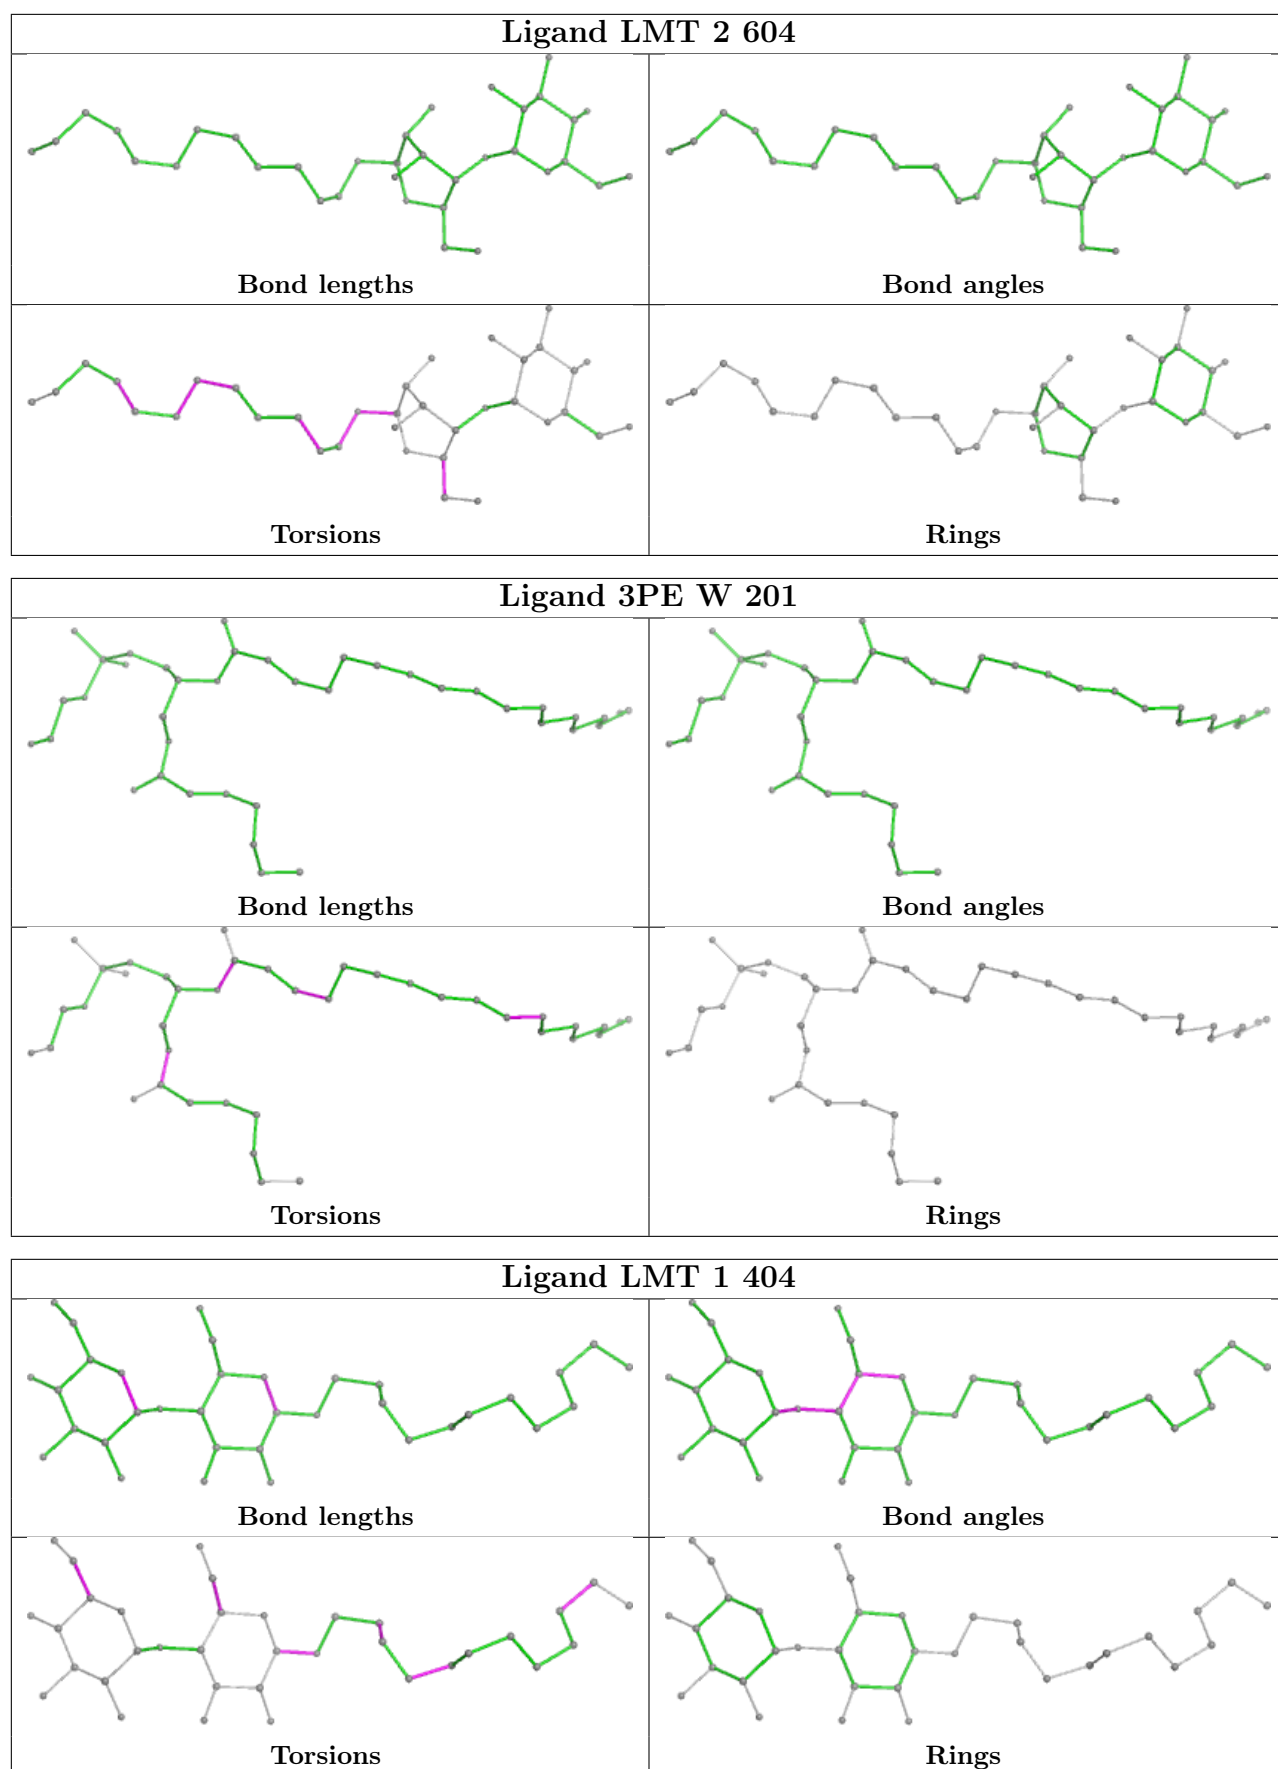 Ligand LMT 2 604
Bond lengths
Bond angles
Torsions
Rings
Ligand 3PE W 201
Bond lengths
Bond angles
Torsions
Rings
Ligand LMT 1 404
Bond lengths
Bond angles
Torsions
Rings